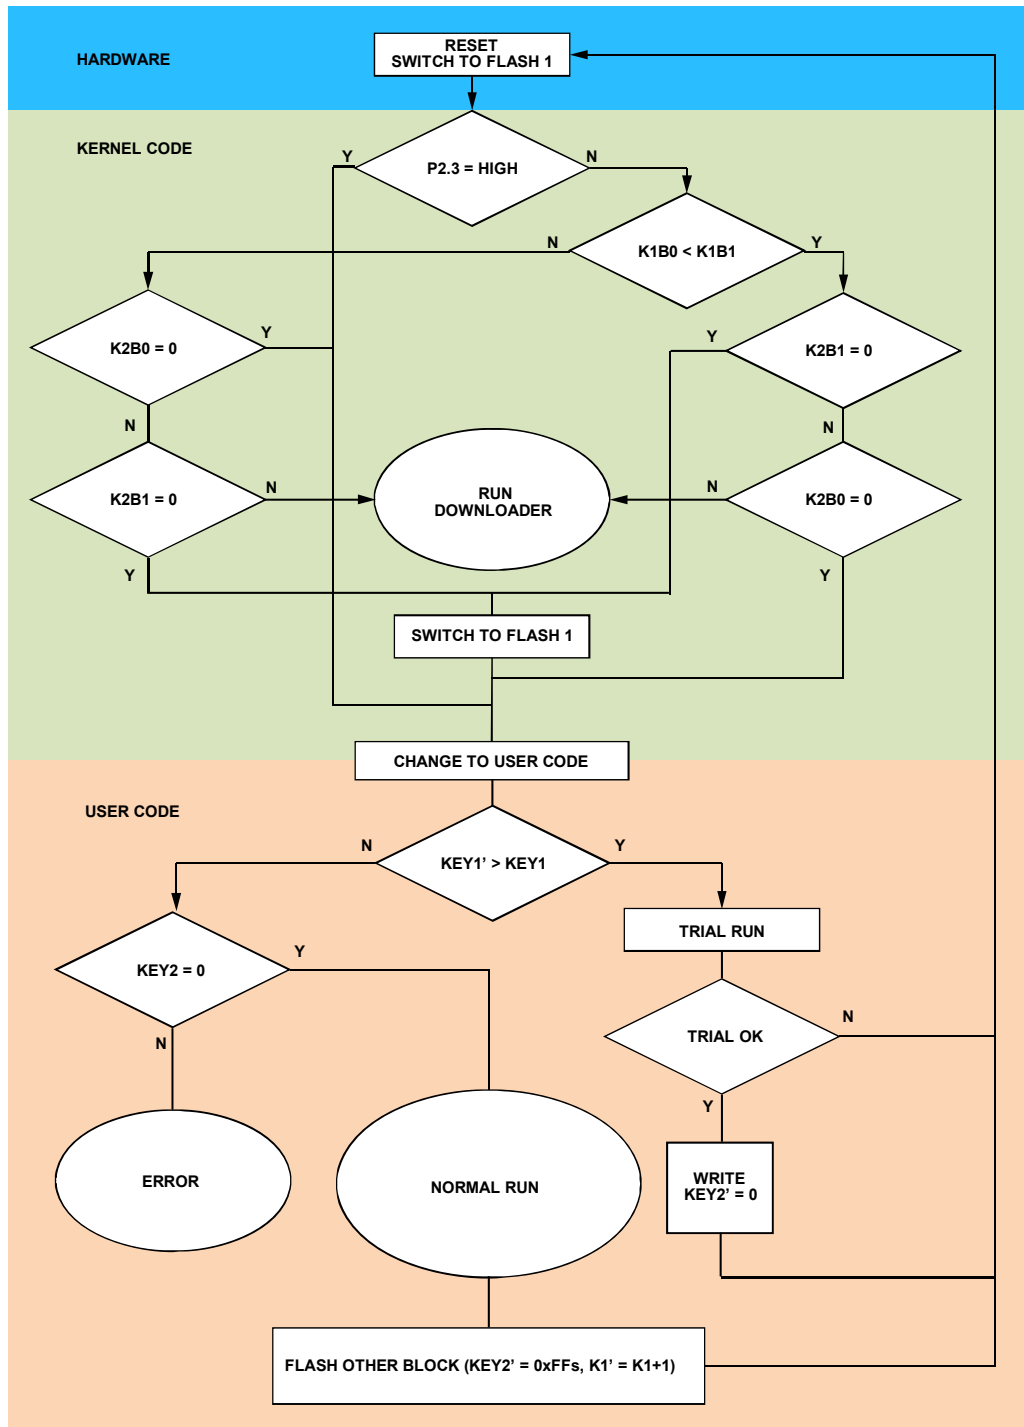 HARDWARE
RESET
SWITCH TO FLASH 1
KERNEL CODE
Y
P2.3 = HIGH
N
N
K1B0 < K1B1
Y
K2B0 = 0
Y
Y
K2B1 = 0
N
N
K2B1 = 0
N
RUN
DOWNLOADER
N
K2B0 = 0
Y
Y
SWITCH TO FLASH 1
CHANGE TO USER CODE
USER CODE
N
KEY1’ > KEY1
Y
TRIAL RUN
KEY2 = 0
Y
N
TRIAL OK
N
Y
ERROR
NORMAL RUN
WRITE
KEY2’ = 0
FLASH OTHER BLOCK (KEY2’ = 0xFFs, K1’ = K1+1)